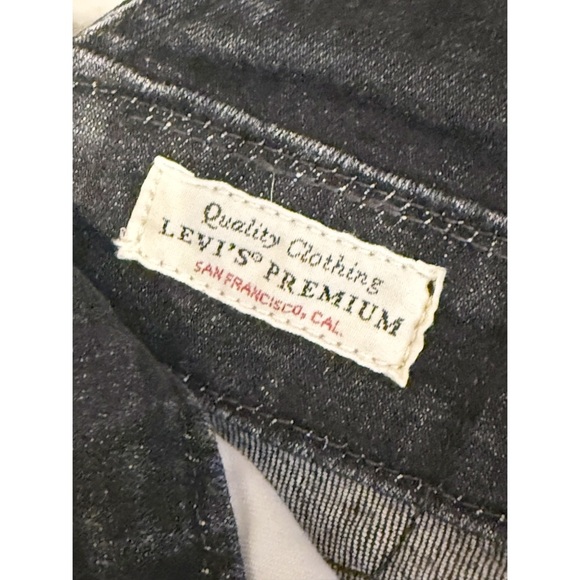 Quality Clothing
LEVI'S® PREMIUM
SAN FRANCISCO, CAL.